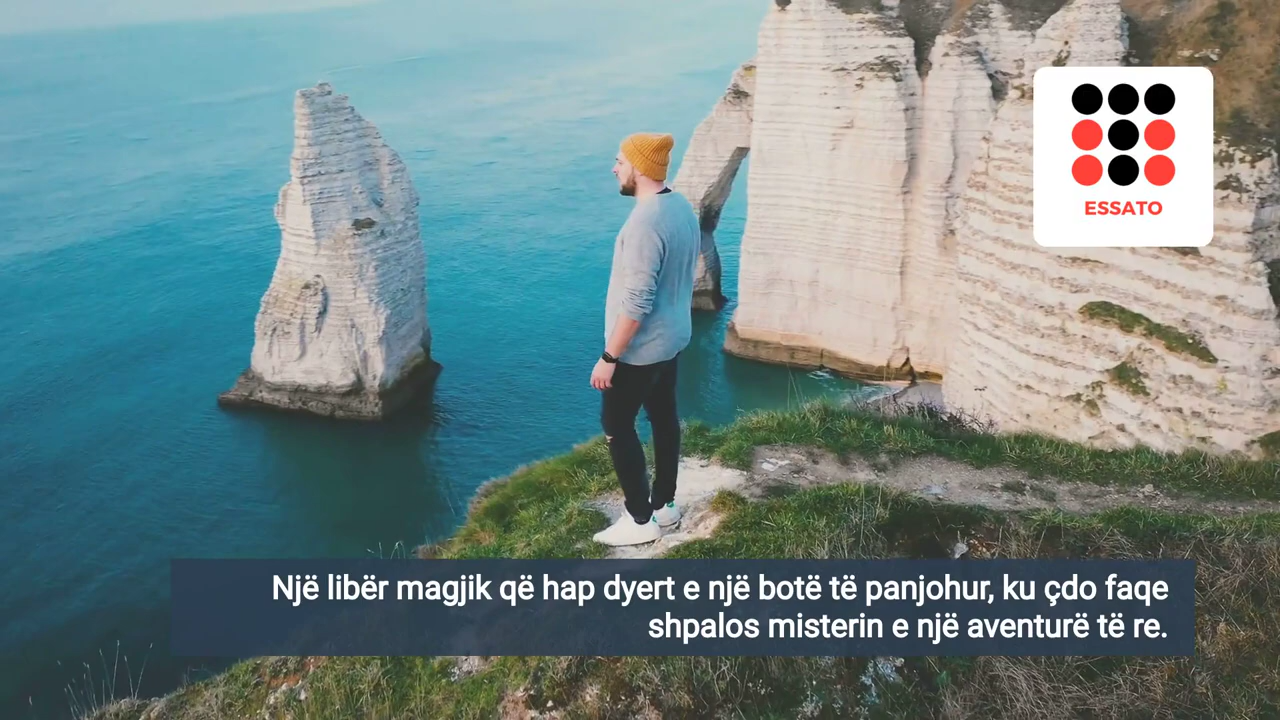 ESSATO
Një libër magjik që hap dyert e një botë të panjohur, ku çdo faqe
shpalos misterin e një aventurë të re.